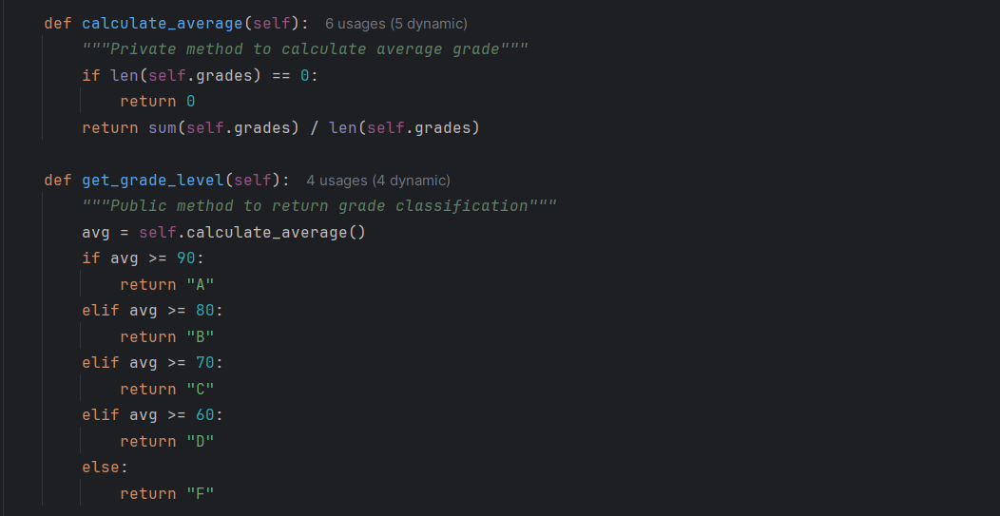 def calculate_average(self): 6 usages (5 dynamic)
"""Private method to calculate average grade"""
if len(self.grades) == 0:
return 0
return sum(self.grades) / len(self.grades)
def get_grade_level(self): 4 usages (4 dynamic)
"""Public method to return grade classification"""
avg = self.calculate_average()
if avg >= 90:
return "A"
elif avg >= 80:
return "B"
elif avg >= 70:
return "C"
elif avg >= 60:
return "D"
else:
return "F"